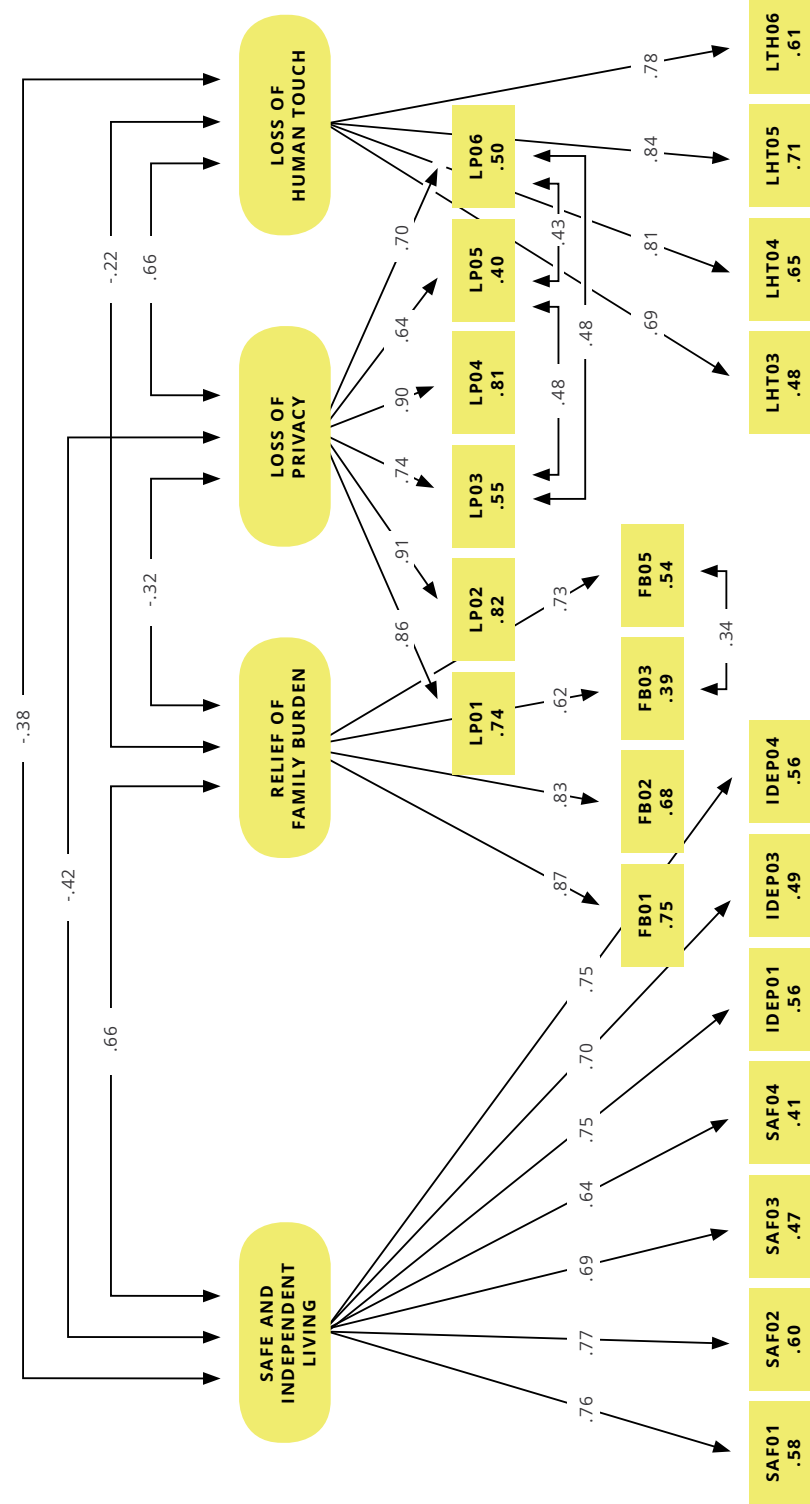 -.38
-.42
.66
-.22
-.32
.66
SAFE AND
INDEPENDENT
LIVING
RELIEF OF
FAMILY BURDEN
LOSS OF
PRIVACY
LOSS OF
HUMAN TOUCH
.86
.91
.74
.90
.64
.70
LP01
.74
LP02
.82
LP03
.55
LP04
.81
LP05
.40
LP06
.50
.48
.43
.48
.87
.83
.62
.73
FB01
.75
FB02
.68
FB03
.39
FB05
.54
.34
.76
.77
.69
.64
.75
.70
.75
.69
.81
.84
.78
SAF01
.58
SAF02
.60
SAF03
.47
SAF04
.41
IDEP01
.56
IDEP03
.49
IDEP04
.56
LHT03
.48
LHT04
.65
LHT05
.71
LTH06
.61